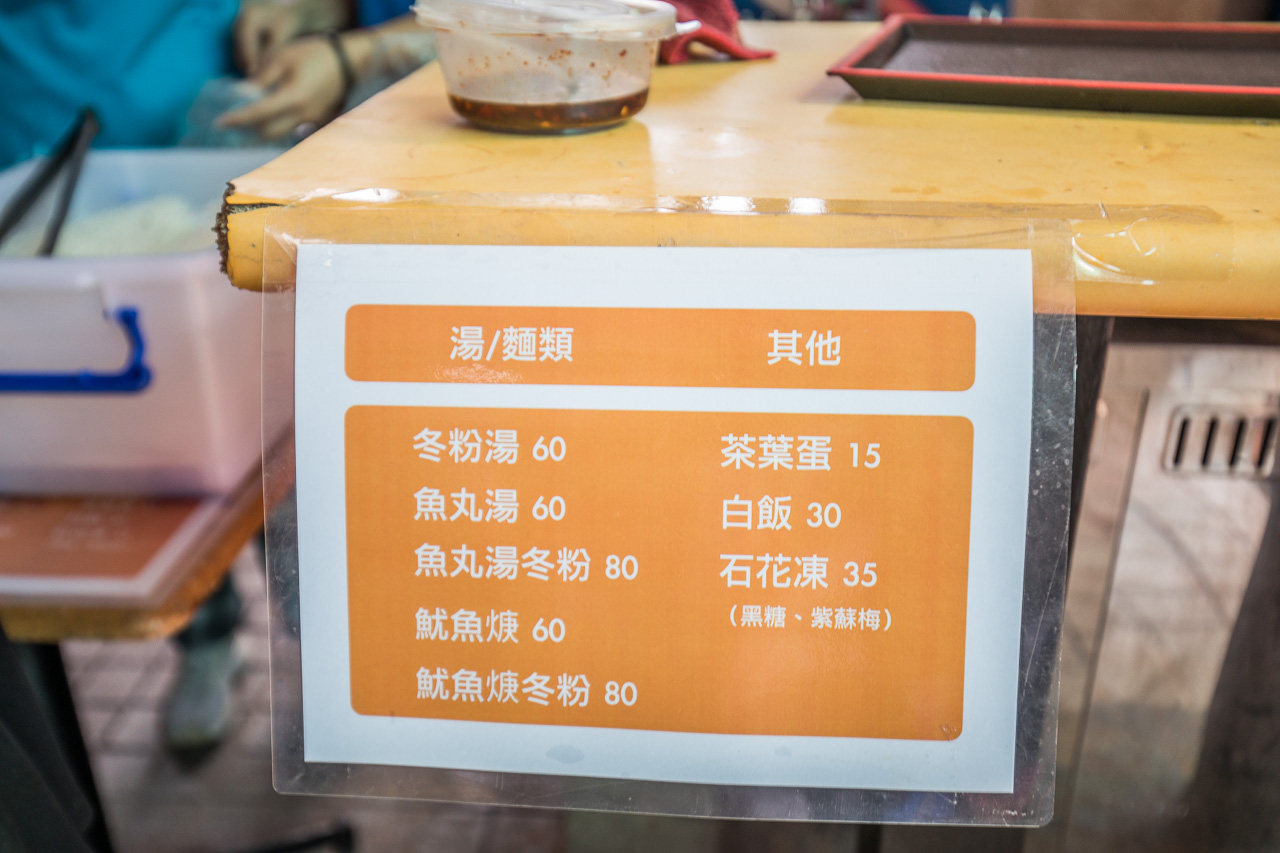 湯/麵類
其他
冬粉湯 60
魚丸湯 60
魚丸湯冬粉 80
魷魚焿 60
魷魚焿冬粉 80
茶葉蛋 15
白飯 30
石花凍 35
（黑糖、紫蘇梅）